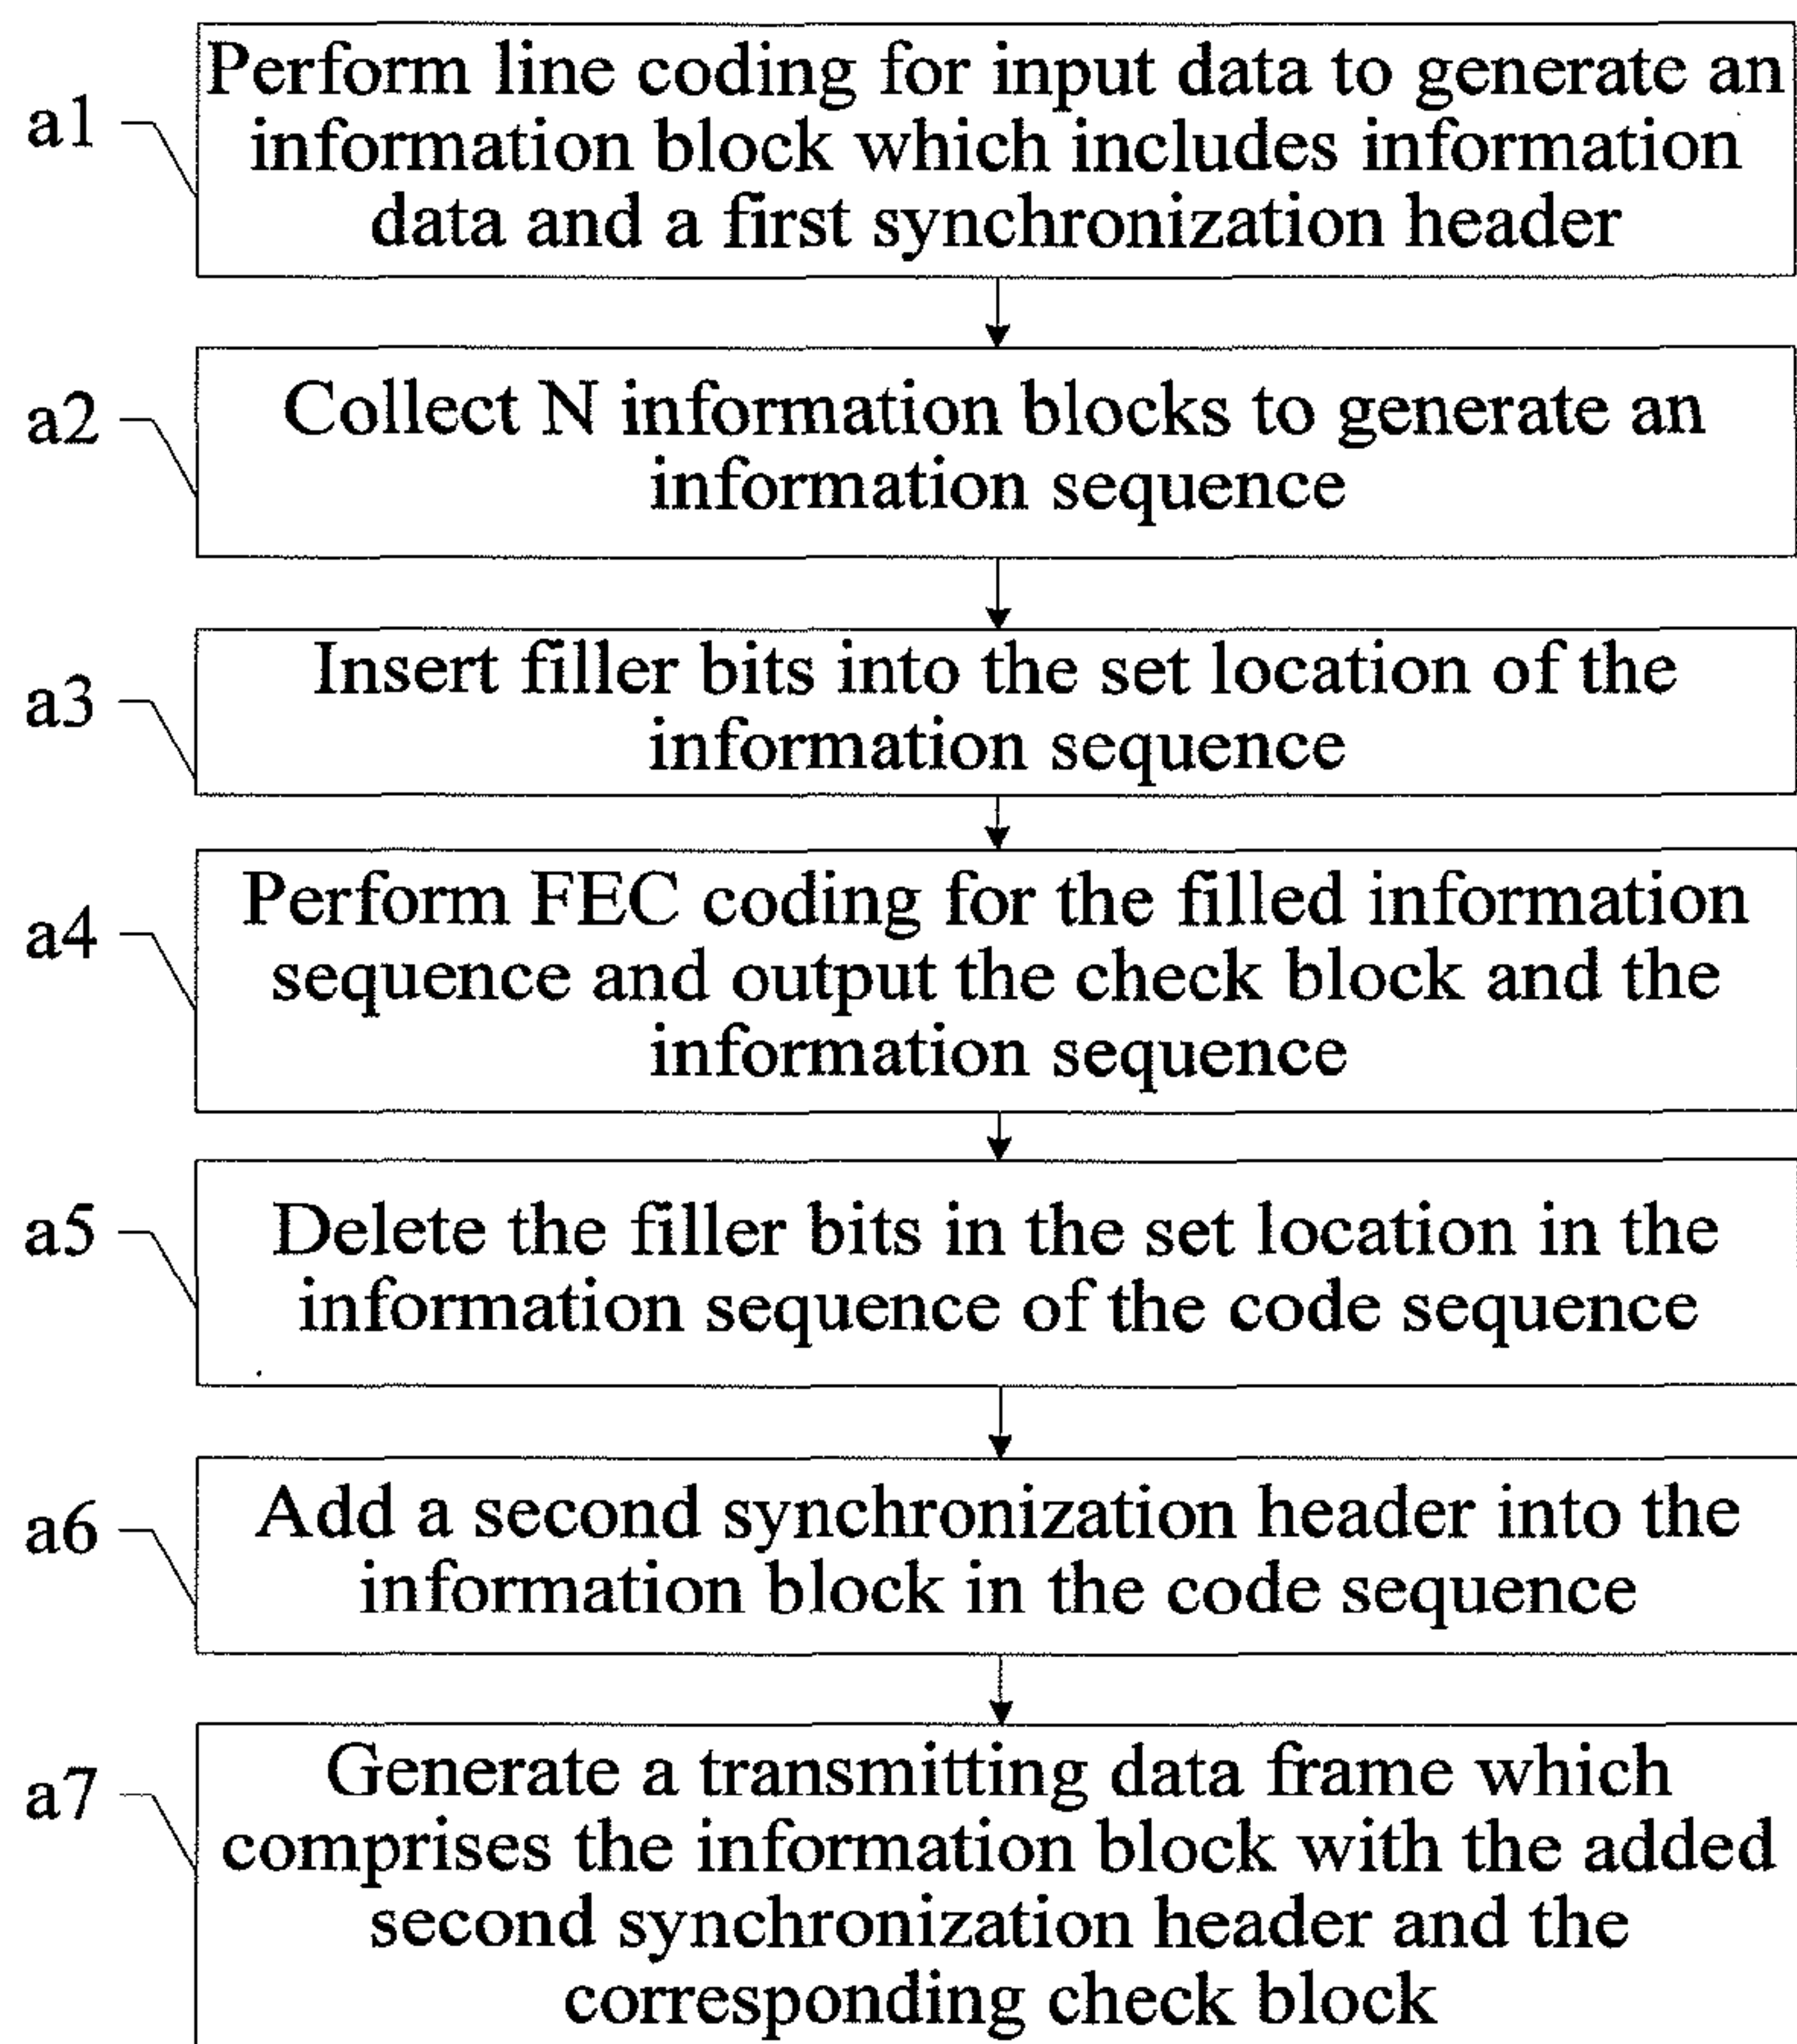 a1
Perform line coding for input data to generate an
information block which includes information
data and a first synchronization header
a2
Collect N information blocks to generate an
information sequence
a3
Insert filler bits into the set location of the
information sequence
a4
Perform FEC coding for the filled information
sequence and output the check block and the
information sequence
a5
Delete the filler bits in the set location in the
information sequence of the code sequence
a6
Add a second synchronization header into the
information block in the code sequence
a7
Generate a transmitting data frame which
comprises the information block with the added
second synchronization header and the
corresponding check block